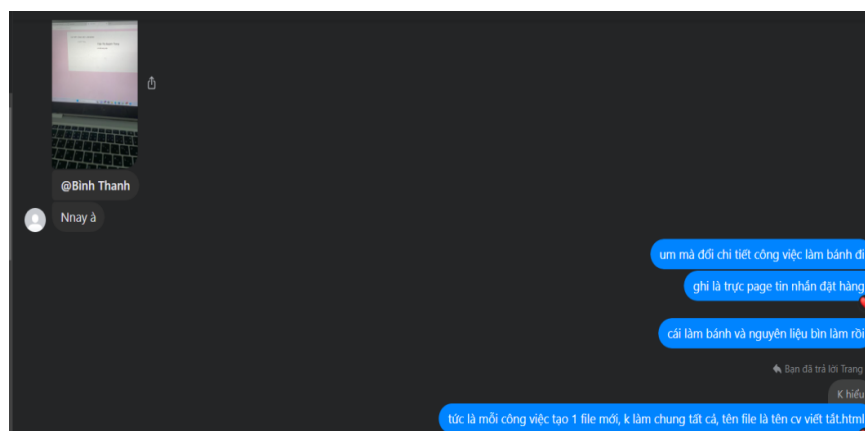 @Bình Thanh
Nnay à
um mà đổi chi tiết công việc làm bánh đi
ghi là trực page tin nhắn đặt hàng
cái làm bánh và nguyên liệu bìn làm rồi
Bạn đã trả lời Trang
K hiểu
tức là mỗi công việc tạo 1 file mới, k làm chung tất cả, tên file là tên cv viết tắt.html